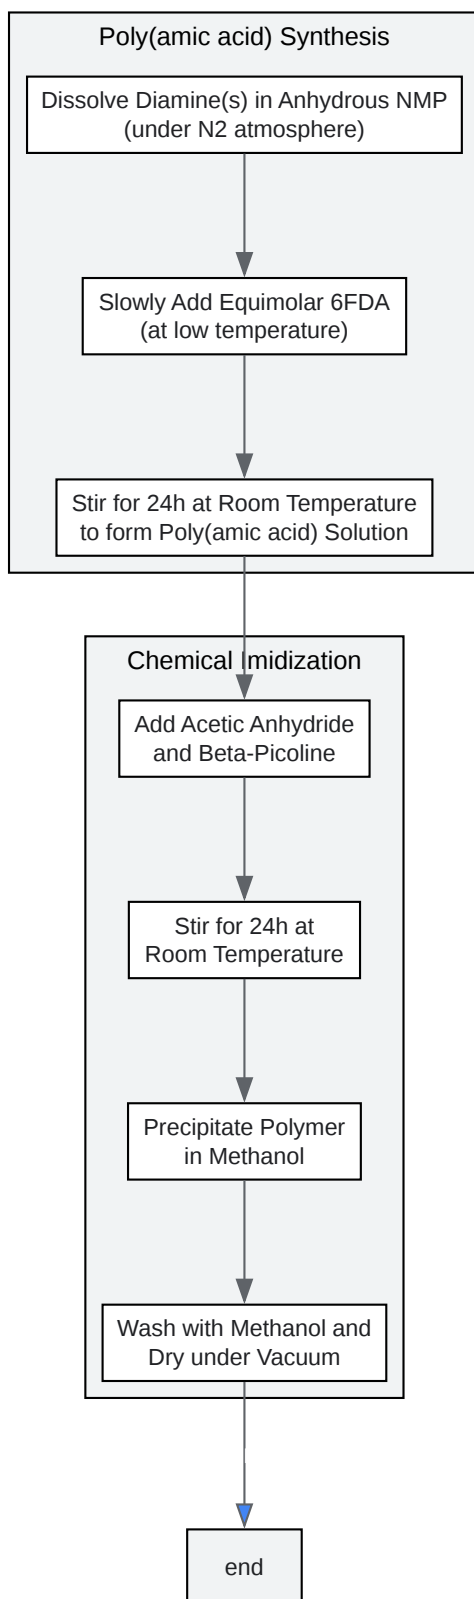 Poly(amic acid) Synthesis
Dissolve Diamine(s) in Anhydrous NMP
(under N2 atmosphere)
Slowly Add Equimolar 6FDA
(at low temperature)
Stir for 24h at Room Temperature
to form Poly(amic acid) Solution
Chemical Imidization
Add Acetic Anhydride
and Beta-Picoline
Stir for 24h at
Room Temperature
Precipitate Polymer
in Methanol
Wash with Methanol and
Dry under Vacuum
end